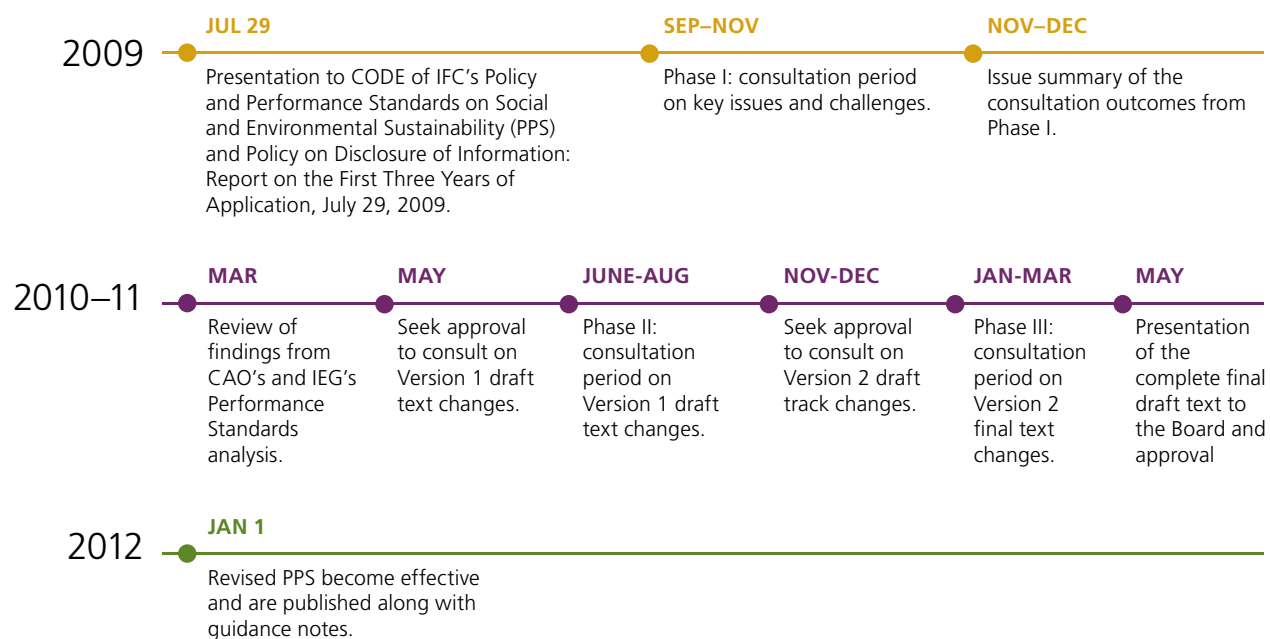 2009
JUL 29
Presentation to CODE of IFC’s Policy
and Performance Standards on Social
and Environmental Sustainability (PPS)
and Policy on Disclosure of Information:
Report on the First Three Years of
Application, July 29, 2009.
SEP–NOV
Phase I: consultation period
on key issues and challenges.
NOV–DEC
Issue summary of the
consultation outcomes from
Phase I.
2010–11
MAR
Review of
findings from
CAO’s and IEG’s
Performance
Standards
analysis.
MAY
Seek approval
to consult on
Version 1 draft
text changes.
JUNE-AUG
Phase II:
consultation
period on
Version 1 draft
text changes.
NOV-DEC
Seek approval
to consult on
Version 2 draft
track changes.
JAN-MAR
Phase III:
consultation
period on
Version 2
final text
changes.
MAY
Presentation
of the
complete final
draft text to
the Board and
approval
2012
JAN 1
Revised PPS become effective
and are published along with
guidance notes.